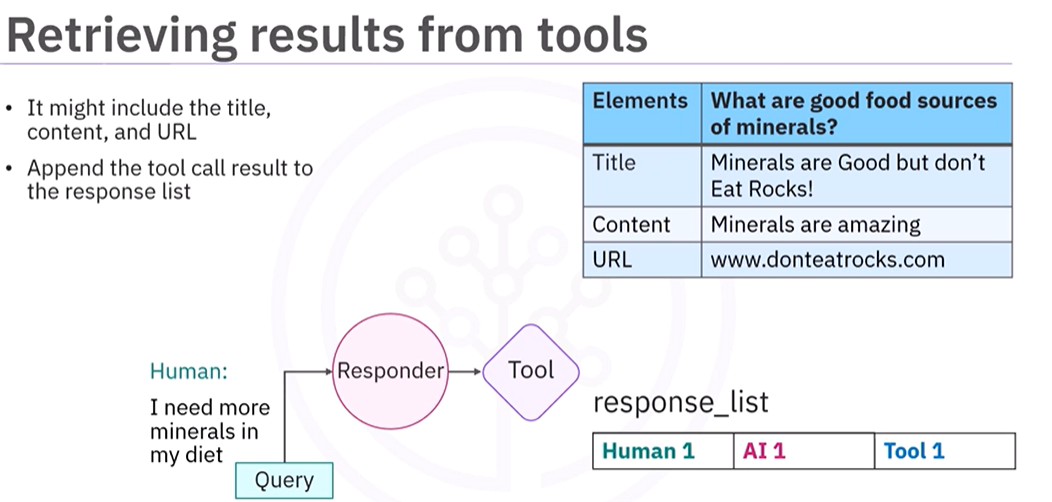 Retrieving results from tools
• It might include the title,
content, and URL
• Append the tool call result to
the response list
Elements
What are good food sources
of minerals?
Title
Minerals are Good but don’t
Eat Rocks!
Content
Minerals are amazing
URL
www.donteatrocks.com
Human:
I need more
minerals in
my diet
Query
Responder
Tool
response_list
Human 1
AI 1
Tool 1